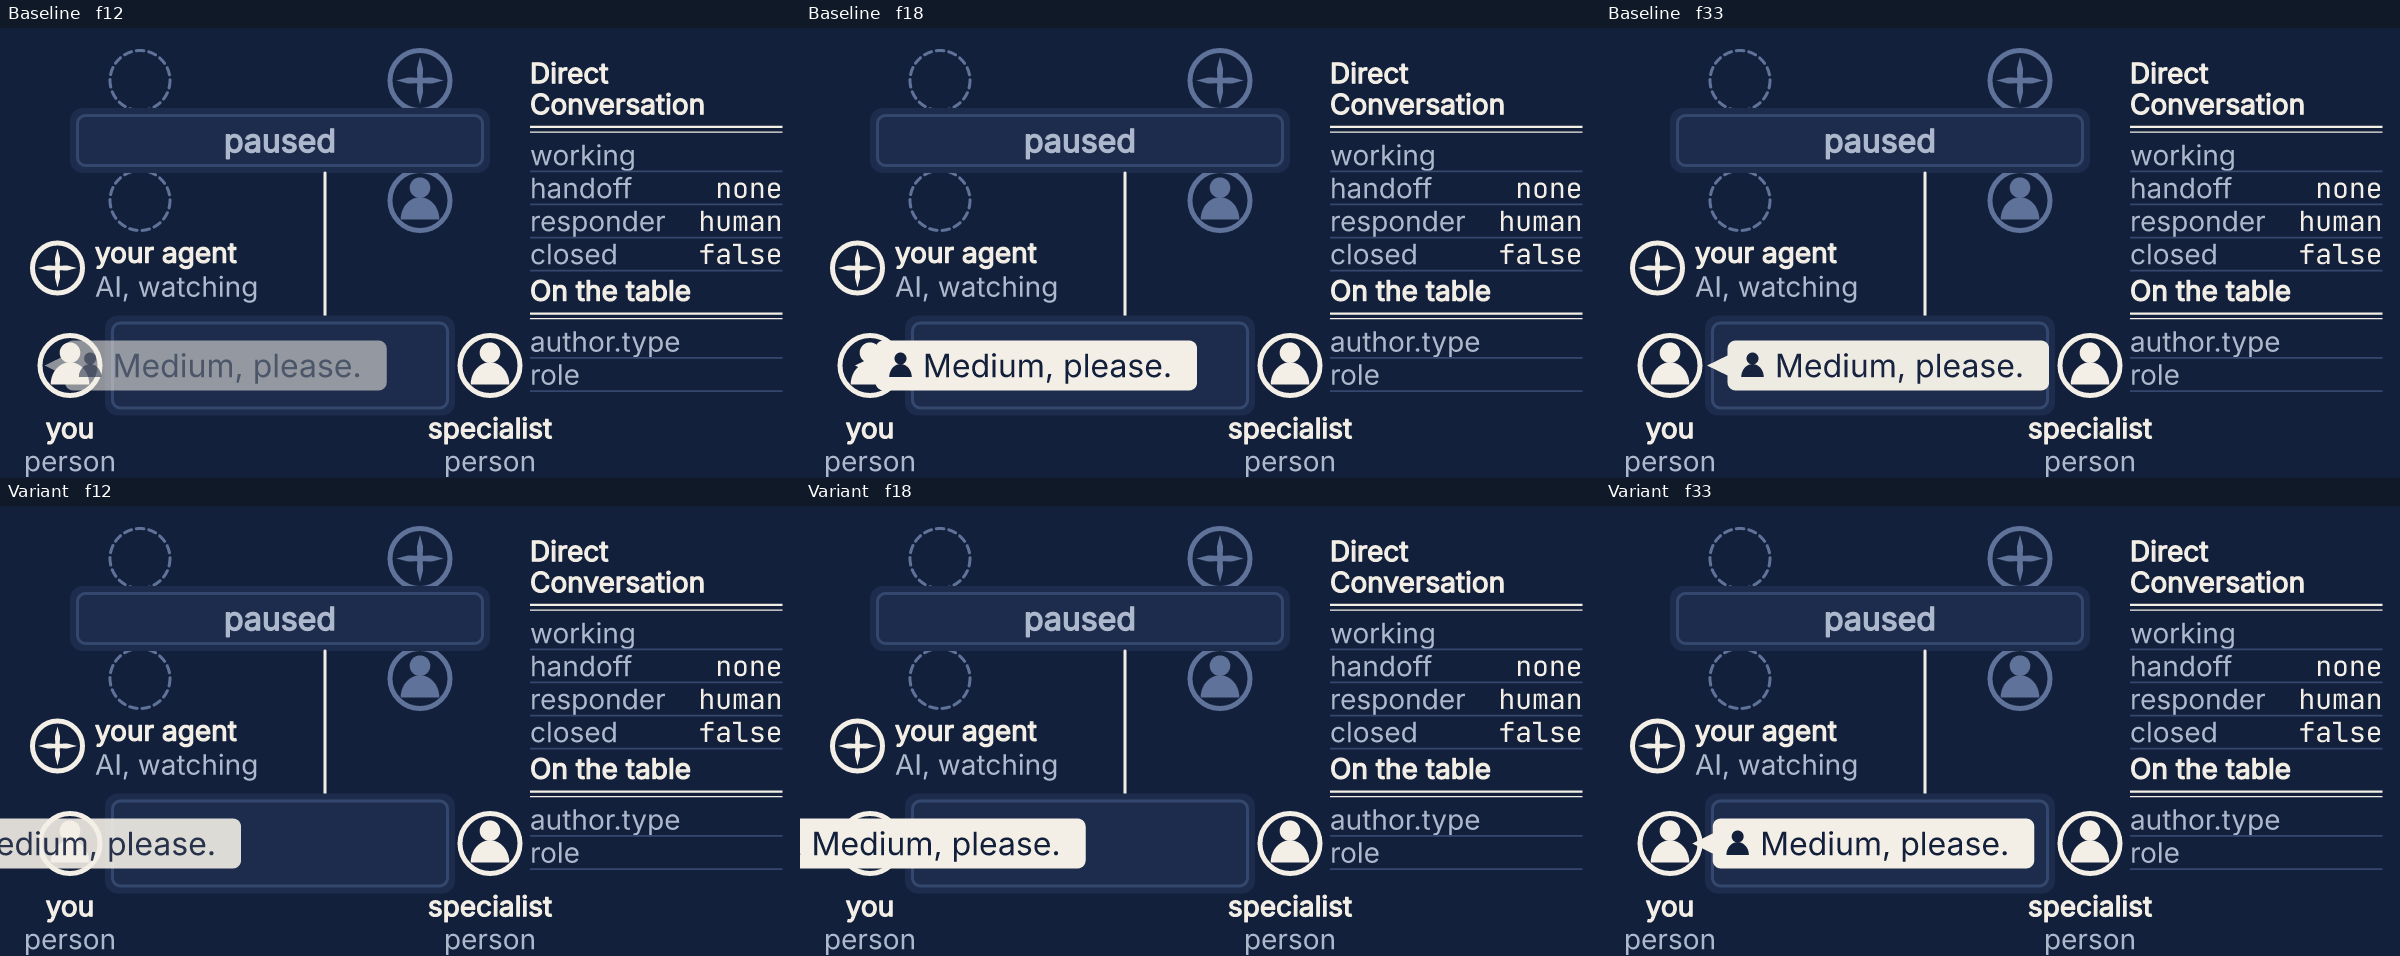 Baseline f12
Direct
Conversation
paused
working
handoff none
responder human
closed false
your agent
AI, watching
On the table
Medium, please.
author.type
role
you
person
specialist
person
Baseline f18
Direct
Conversation
paused
working
handoff none
responder human
closed false
your agent
AI, watching
On the table
Medium, please.
author.type
role
you
person
specialist
person
Baseline f33
Direct
Conversation
paused
working
handoff none
responder human
closed false
your agent
AI, watching
On the table
Medium, please.
author.type
role
you
person
specialist
person
Variant f12
Direct
Conversation
paused
working
handoff none
responder human
closed false
your agent
AI, watching
On the table
edium, please.
author.type
role
you
person
specialist
person
Variant f18
Direct
Conversation
paused
working
handoff none
responder human
closed false
your agent
AI, watching
On the table
Medium, please.
author.type
role
you
person
specialist
person
Variant f33
Direct
Conversation
paused
working
handoff none
responder human
closed false
your agent
AI, watching
On the table
Medium, please.
author.type
role
you
person
specialist
person